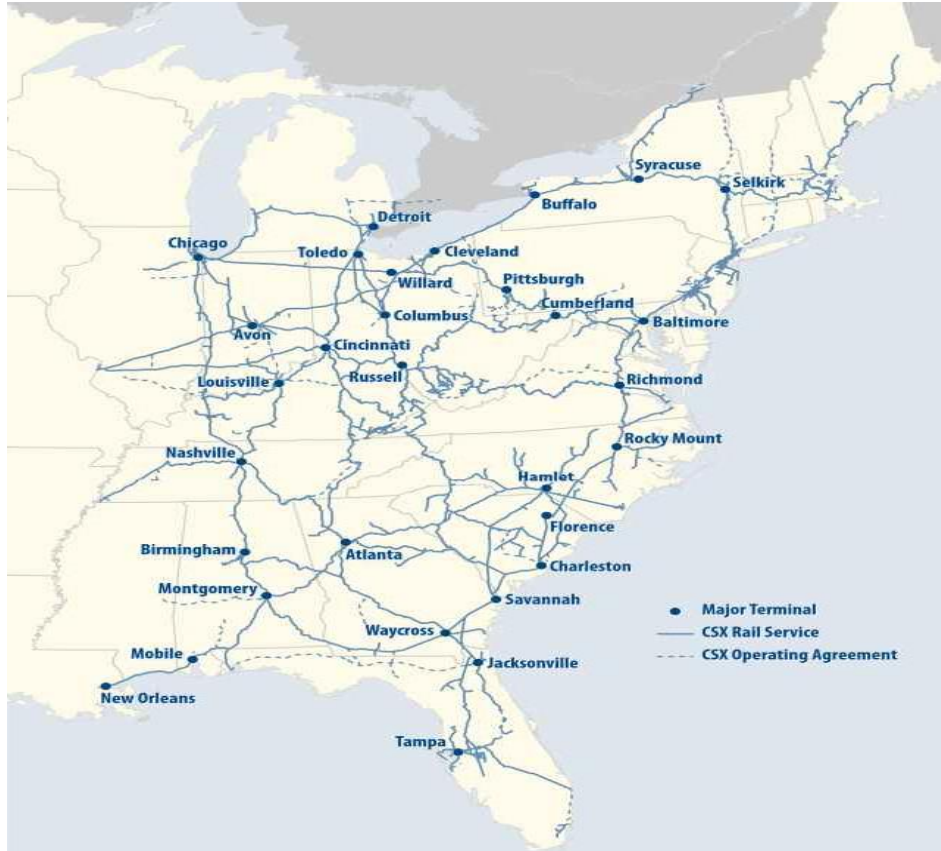 Syracuse
Selkirk
Buffalo
Detroit
Chicago
Toledo
Cleveland
Willard
Pittsburgh
Cumberland
Columbus
Baltimore
Avon
Cincinnati
Russell
Louisville
Richmond
Rocky Mount
Nashville
Hamlet
Florence
Birmingham
Atlanta
Charleston
Montgomery
Savannah
Major Terminal
Waycross
CSX Rail Service
Mobile
Jacksonville
CSX Operating Agreement
New Orleans
Tampa